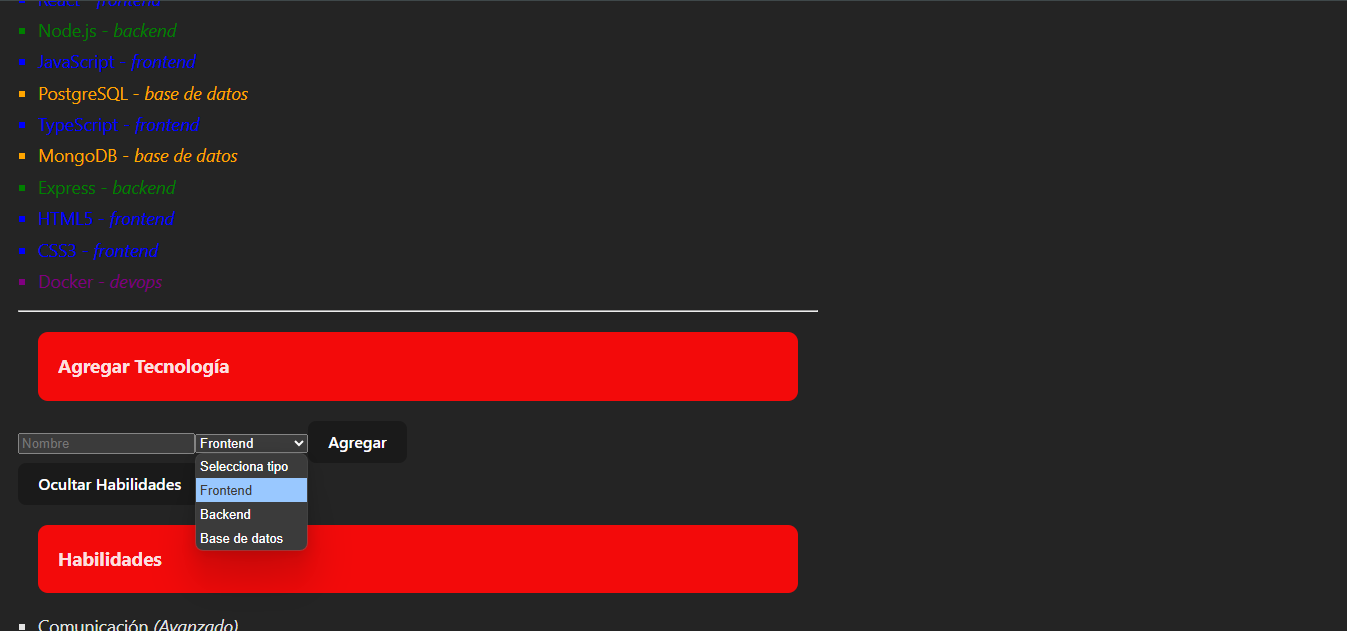 Node.js - backend
JavaScript - frontend
PostgreSQL - base de datos
TypeScript - frontend
MongoDB - base de datos
Express - backend
HTML5 - frontend
CSS3 - frontend
Docker - devops
Agregar Tecnología
Nombre Frontend Agregar
Selecciona tipo
Ocultar Habilidades
Frontend
Backend
Base de datos
Habilidades
Comunicación (Avanzado)